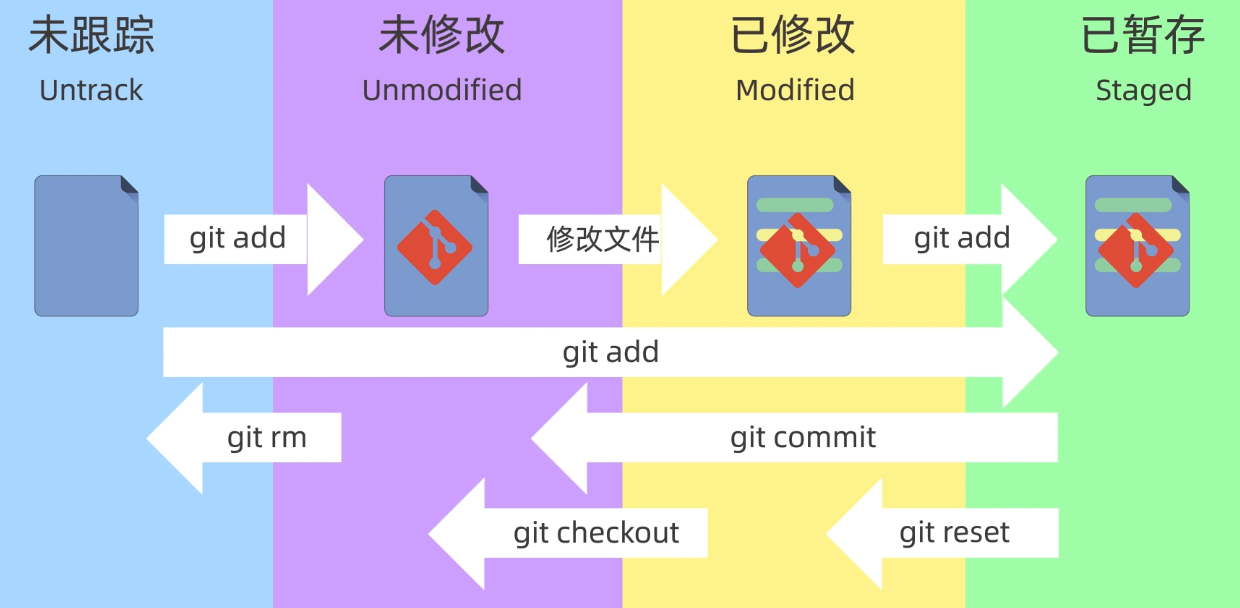 未跟踪
Untrack
未修改
Unmodified
已修改
Modified
已暂存
Staged
git add
修改文件
git add
git add
git rm
git commit
git checkout
git reset